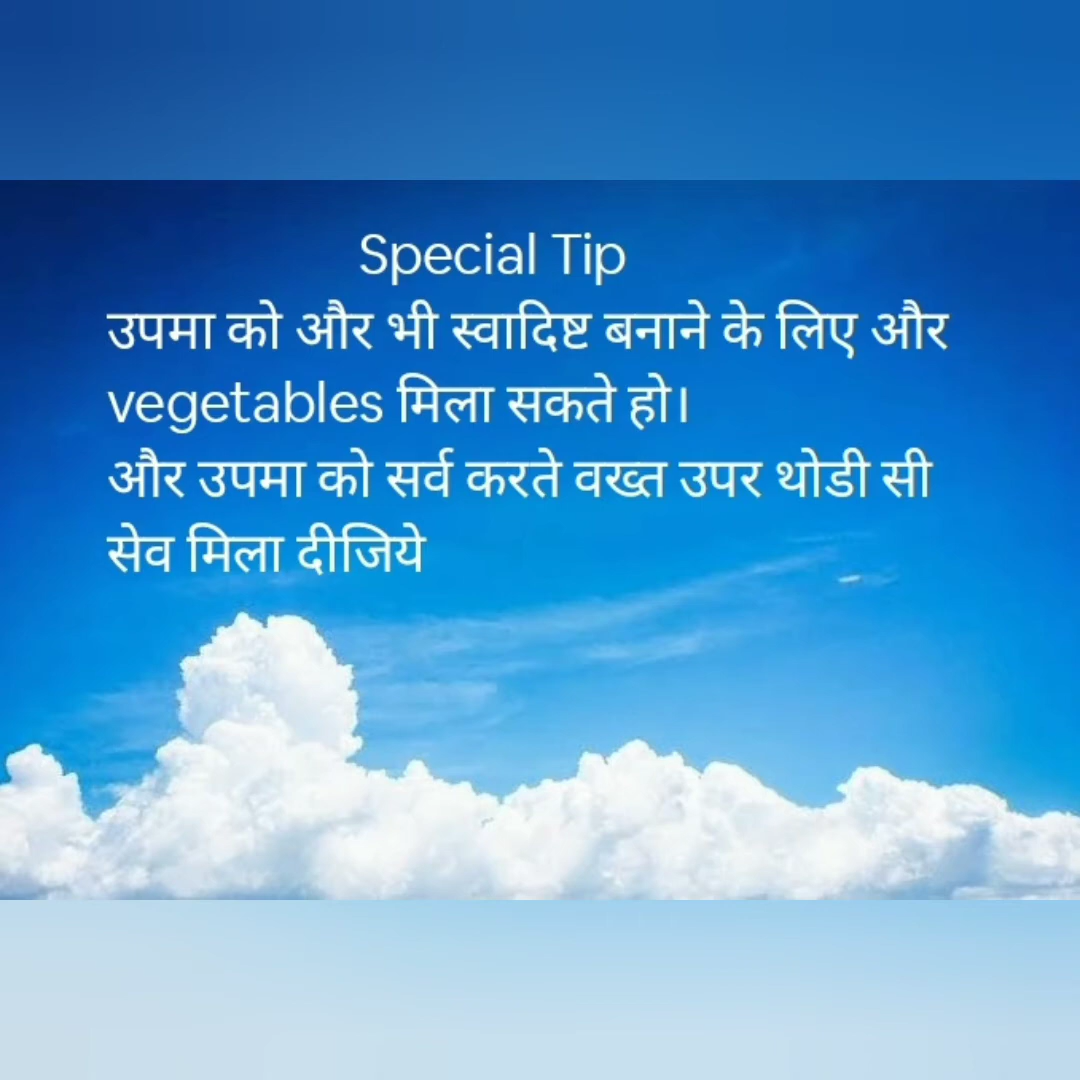 Special Tip
उपमा को और भी स्वादिष्ट बनाने के लिए और
vegetables मिला सकते हो।
और उपमा को सर्व करते वख्त उपर थोडी सी
सेव मिला दीजिये